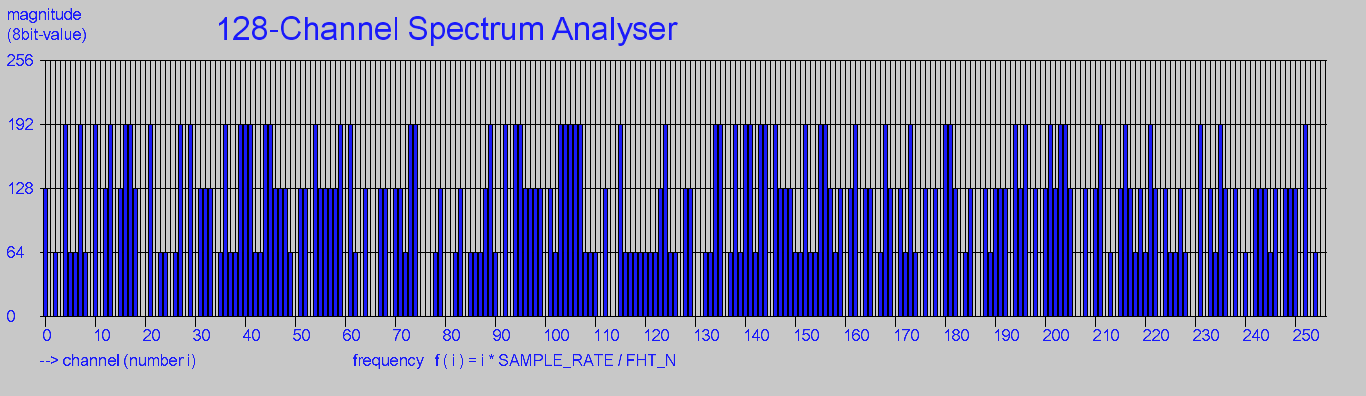 magnitude
(8bit-value)
128-Channel Spectrum Analyser
256
192
128
64
0
0 10 20 30 40 50 60 70 80 90 100 110 120 130 140 150 160 170 180 190 200 210 220 230 240 250
--> channel (number i) frequency f ( i ) = i * SAMPLE_RATE / FHT_N